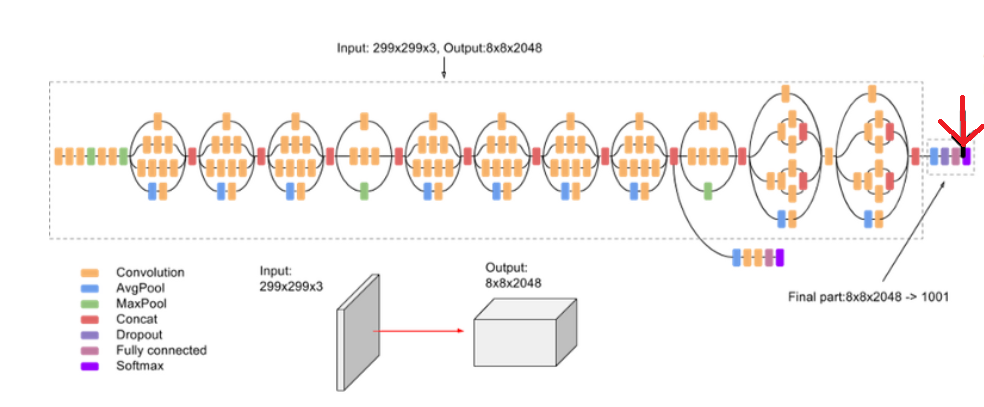 Input: 299x299x3, Output:8x8x2048
Convolution
AvgPool
MaxPool
Concat
Dropout
Fully connected
Softmax
Input:
299x299x3
Output:
8x8x2048
Final part:8x8x2048 -> 1001